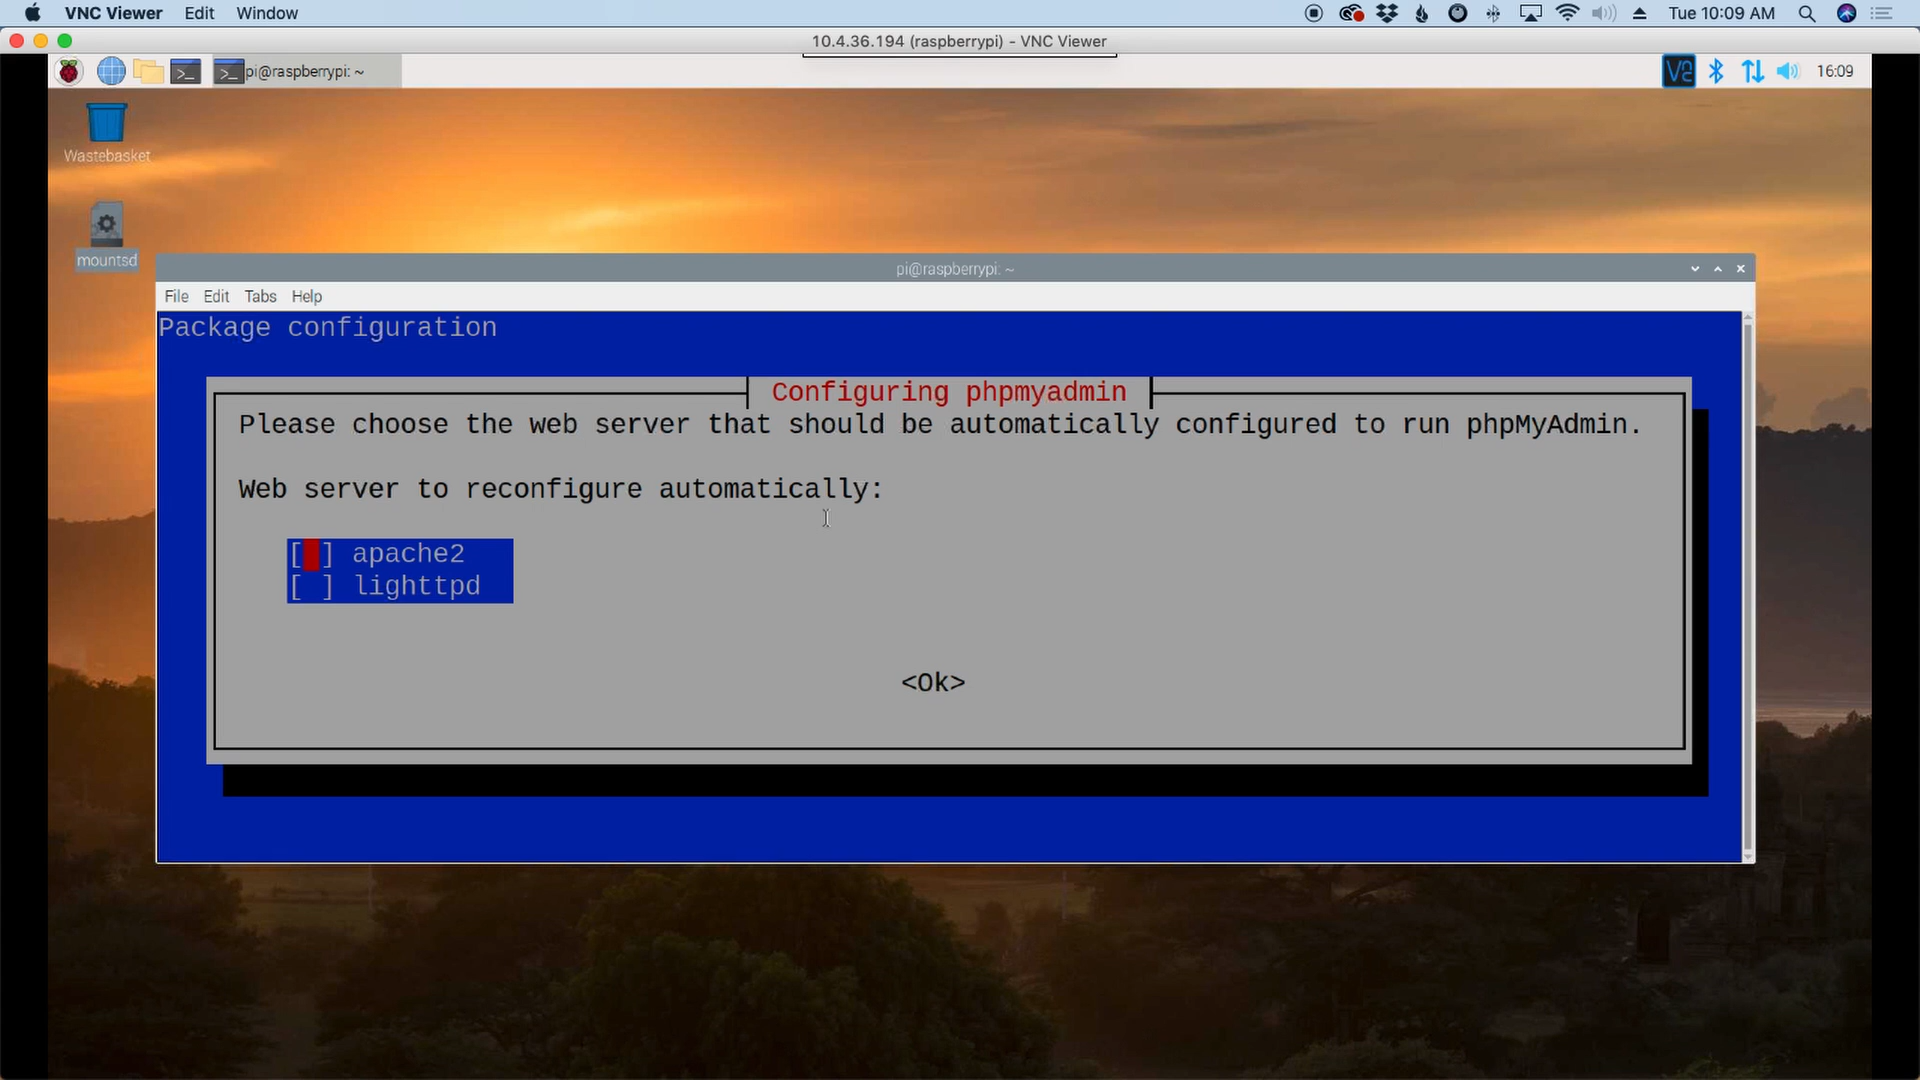 VNC Viewer Edit Window Tue 10:09 AM
10.4.36.194 (raspberrypi) - VNC Viewer
pi@raspberrypi: ~ 16:09
Wastebasket
mountsd
pi@raspberrypi: ~
File Edit Tabs Help
Package configuration
Configuring phpmyadmin
Please choose the web server that should be automatically configured to run phpMyAdmin.
Web server to reconfigure automatically:
[ ] apache2
[ ] lighttpd
<Ok>